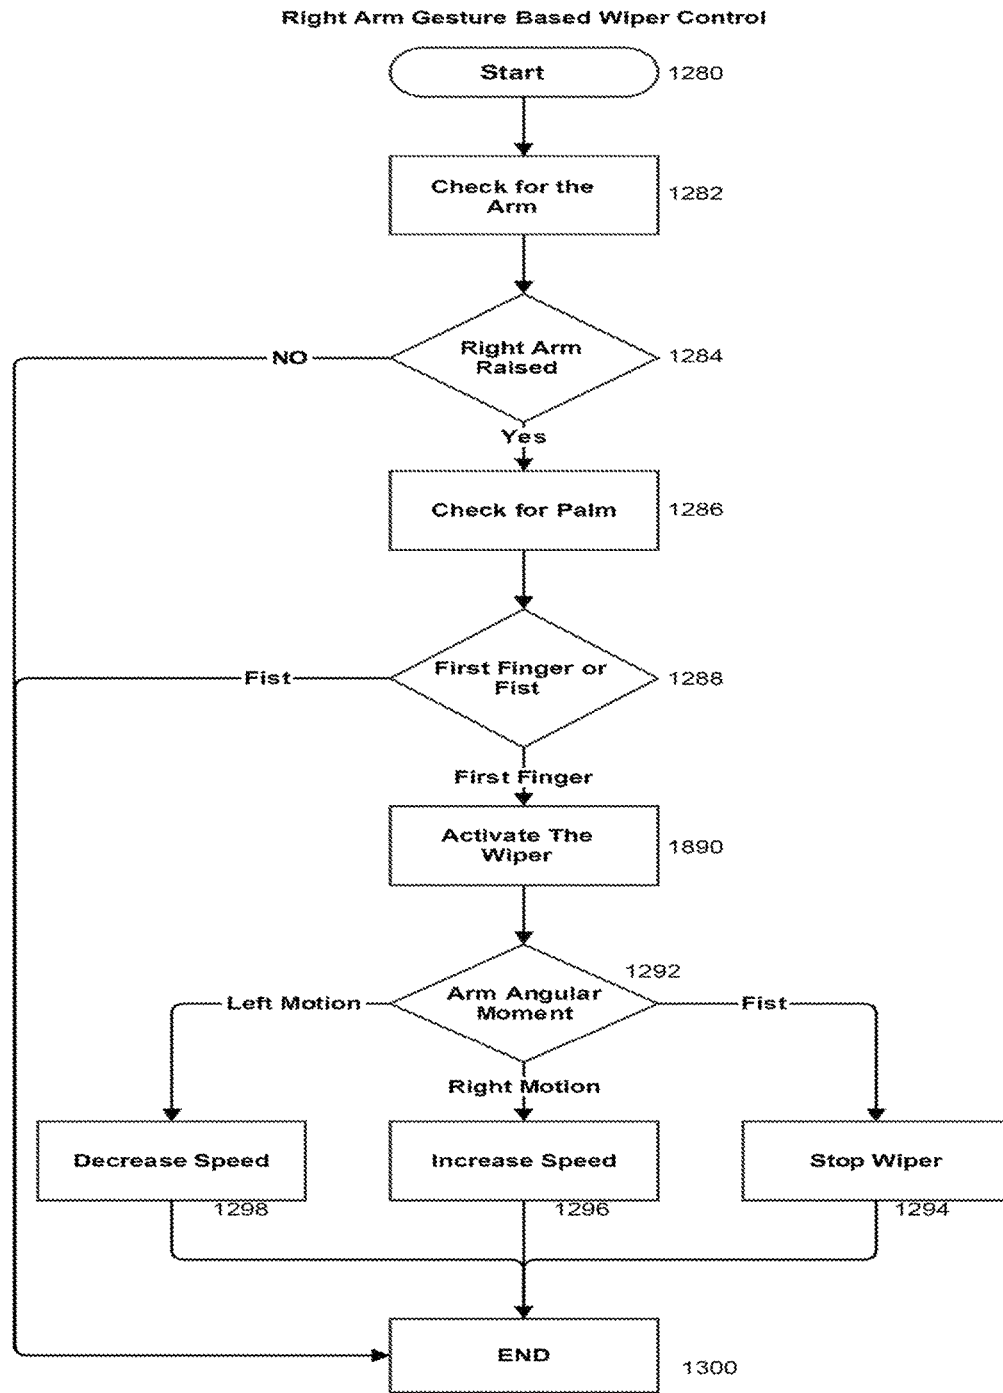 Right Arm Gesture Based Wiper Control
Start
1280
Check for the
Arm
1282
Right Arm
Raised
1284
NO
Yes
Check for Palm
1286
First Finger or
Fist
1288
Fist
First Finger
Activate The
Wiper
1890
1292
Arm Angular
Moment
Left Motion
Fist
Right Motion
Decrease Speed
Increase Speed
Stop Wiper
1298
1296
1294
END
1300